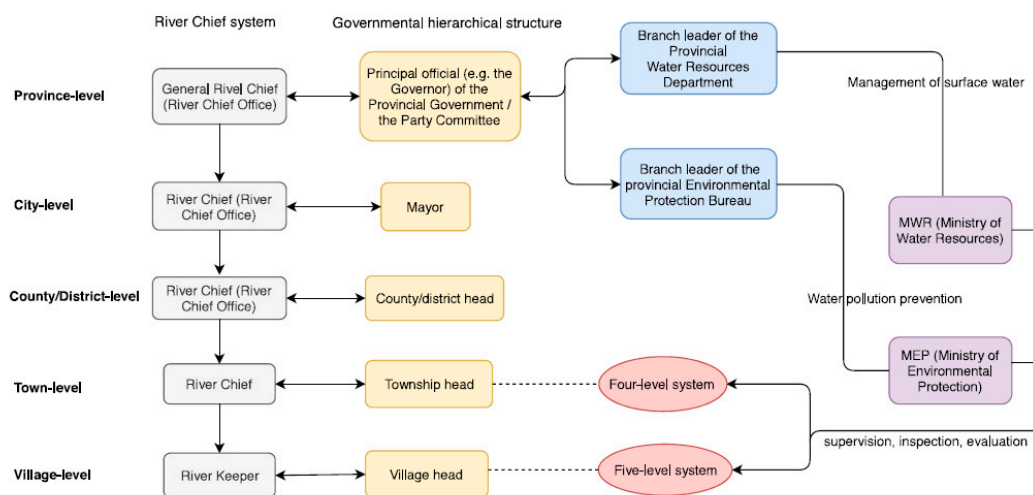 River Chief system
Governmental hierarchical structure
Province-level
General Rivel Chief
(River Chief Office)
Principal official (e.g. the
Governor) of the
Provincial Government /
the Party Committee
Branch leader of the
Provincial
Water Resources
Department
Management of surface water
Branch leader of the
provincial Environmental
Protection Bureau
City-level
River Chief (River
Chief Office)
Mayor
MWR (Ministry of
Water Resources)
County/District-level
River Chief (River
Chief Office)
County/district head
Water pollution prevention
Town-level
River Chief
Township head
Four-level system
MEP (Ministry of
Environmental
Protection)
supervision, inspection, evaluation
Village-level
River Keeper
Village head
Five-level system